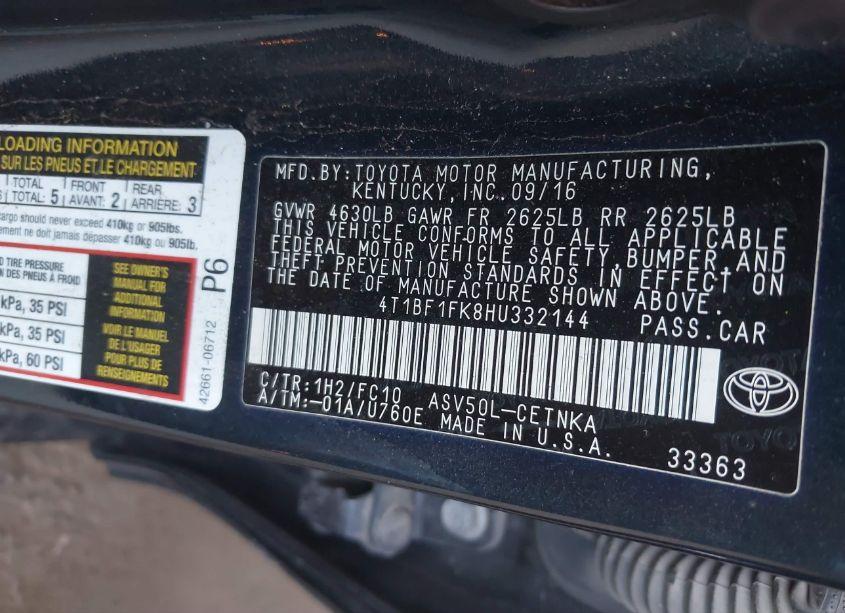 LOADING INFORMATION
SUR LES PNEUS ET LE CHARGEMENT
TOTAL FRONT REAR
TOTAL: 5 AVANT: 2 ARRIÈRE: 3
cargo should never exceed 410kg or 905lbs.
ne doit jamais dépasser 410kg ou 905lb.
TIRE PRESSURE
DES PNEUS À FROID
kPa, 35 PSI
kPa, 35 PSI
kPa, 60 PSI
SEE OWNER'S
MANUAL FOR
ADDITIONAL
INFORMATION
VOIR LE MANUEL
DE L'USAGER
POUR PLUS DE
RENSEIGNEMENTS
42661-06712
P6
MFD.BY:TOYOTA MOTOR MANUFACTURING,
KENTUCKY, INC. 09/16
GVWR 4630LB GAWR FR 2625LB RR 2625LB
THIS VEHICLE CONFORMS TO ALL APPLICABLE
FEDERAL MOTOR VEHICLE SAFETY, BUMPER, AND
THEFT PREVENTION STANDARDS IN EFFECT ON
THE DATE OF MANUFACTURE SHOWN ABOVE.
4T1BF1FK8HU332144 PASS.CAR
C/TR:1H2/FC10 ASV50L-CETNKA
A/TM:-01A/U760E MADE IN U.S.A.
33363